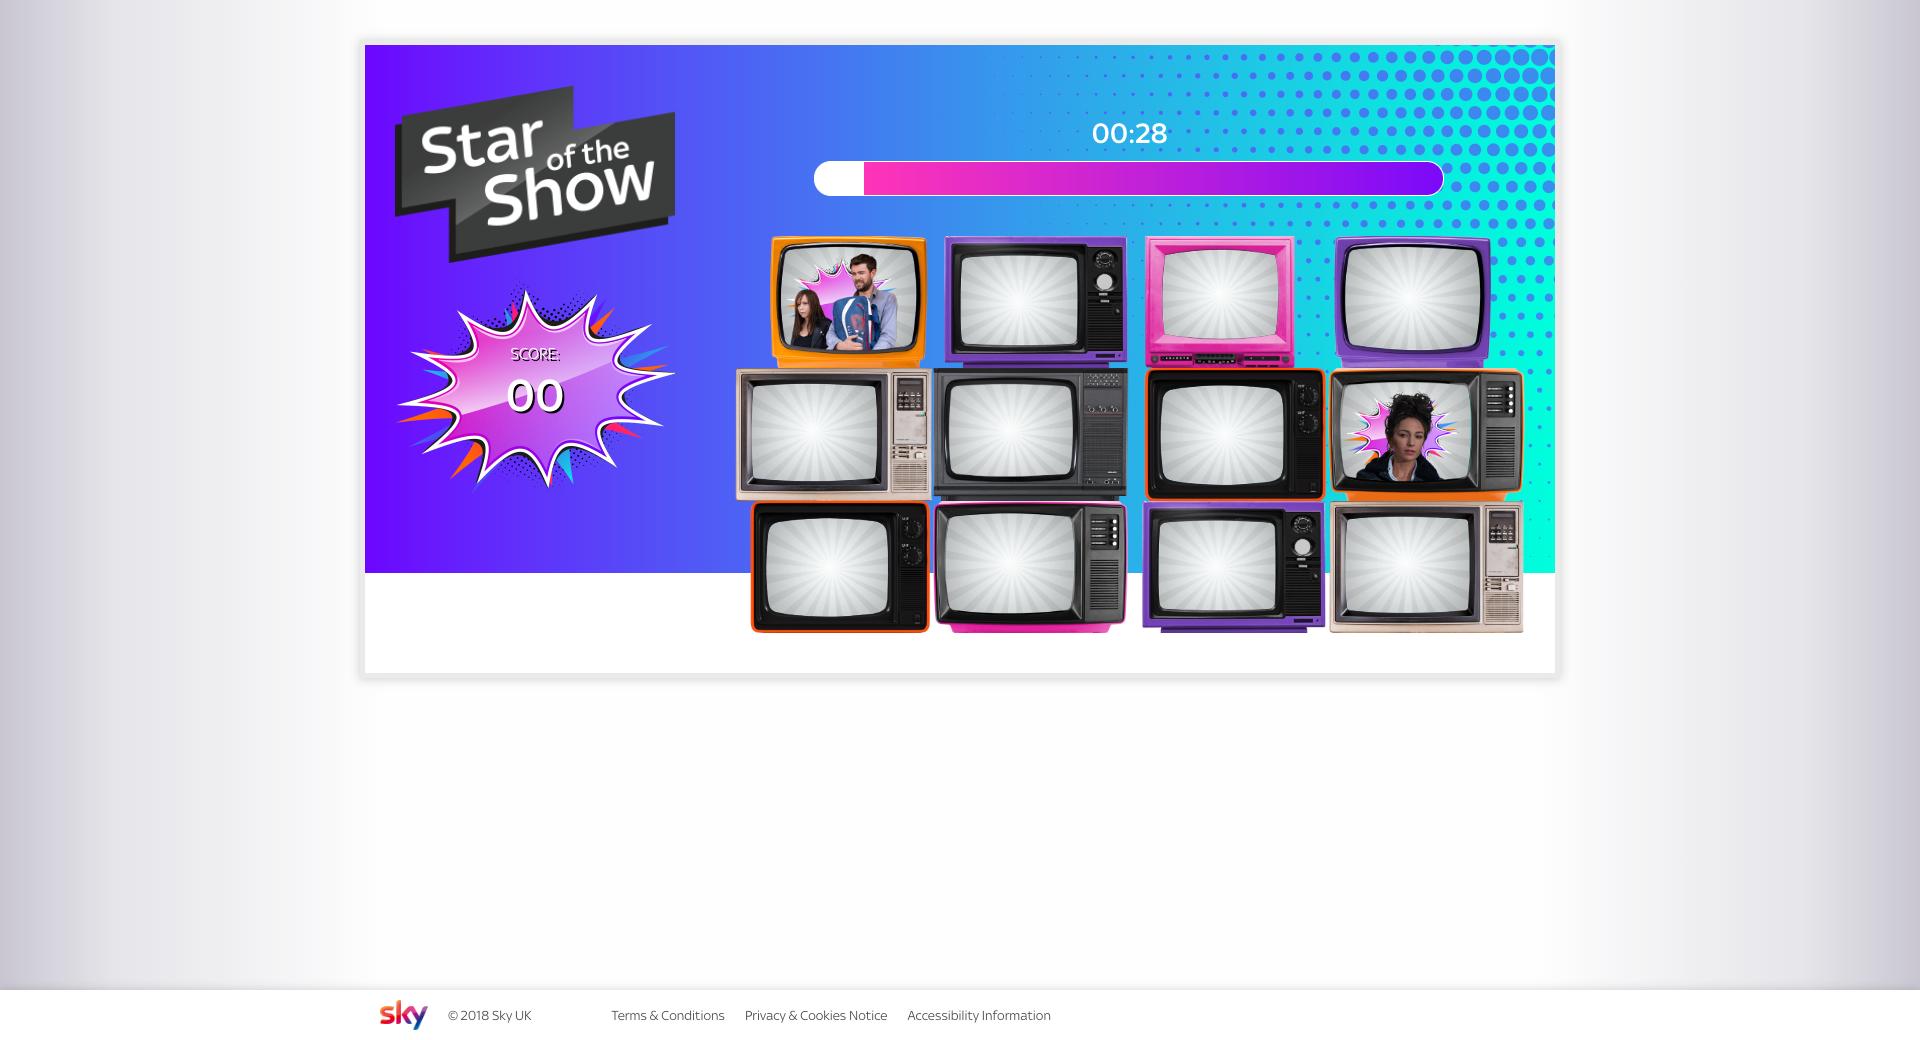 Star
of the
Show
00:28
SCORE:
00
sky
© 2018 Sky UK
Terms & Conditions
Privacy & Cookies Notice
Accessibility Information